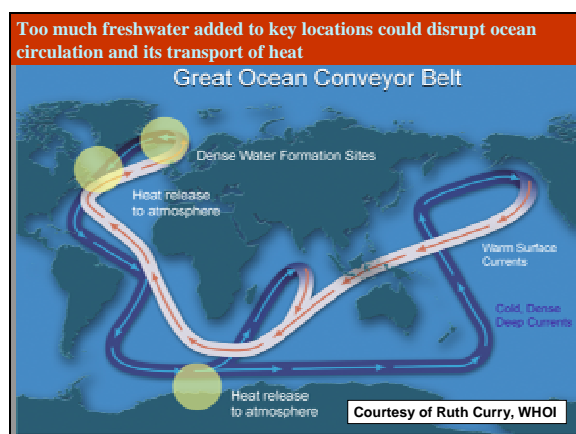 Too much freshwater added to key locations could disrupt ocean
circulation and its transport of heat
Great Ocean Conveyor Belt
Dense Water Formation Sites
Heat release
to atmosphere
Warm Surface
Currents
Cold, Dense
Deep Currents
Heat release
to atmosphere
Courtesy of Ruth Curry, WHOI